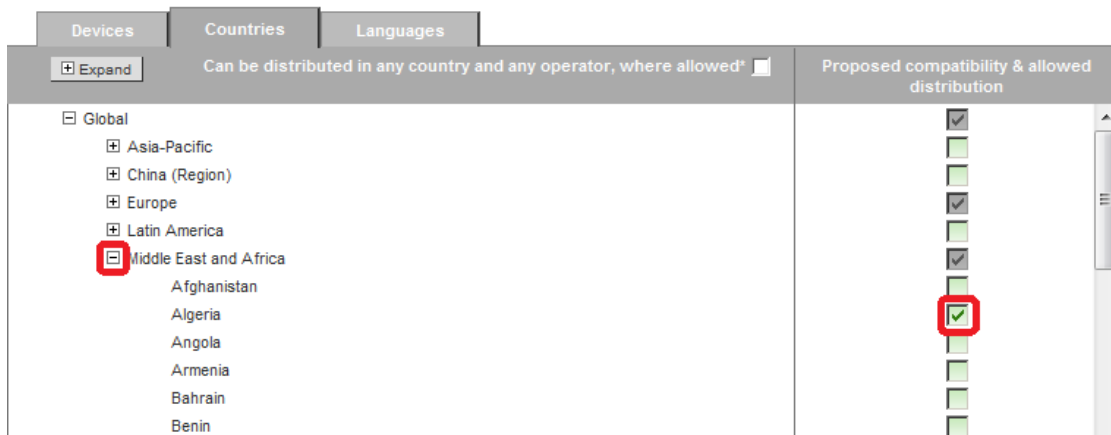 Devices Countries Languages
Expand Can be distributed in any country and any operator, where allowed* Proposed compatibility & allowed
distribution
Global
Asia-Pacific
China (Region)
Europe
Latin America
Middle East and Africa
Afghanistan
Algeria
Angola
Armenia
Bahrain
Benin